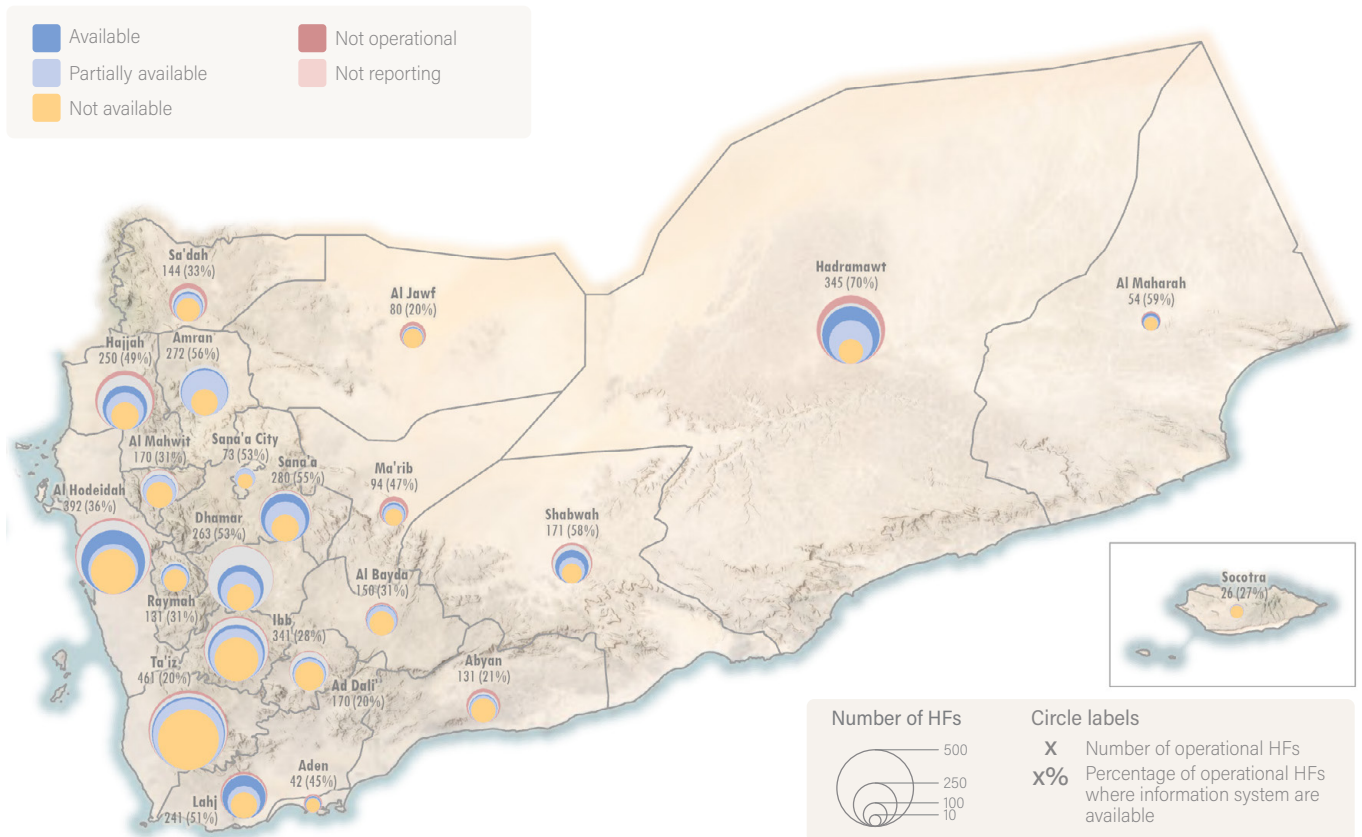 Available
Partially available
Not available
Not operational
Not reporting
Sa'dah
144 (33%)
Al Jawf
80 (20%)
Hadramawt
345 (70%)
Al Maharah
54 (59%)
Hajjah
250 (49%)
Amran
272 (56%)
Al Mahwit
170 (31%)
Sana'a City
73 (53%)
Sana'a
280 (55%)
Ma'rib
94 (47%)
Al Hodeidah
392 (36%)
Dhamar
263 (53%)
Shabwah
171 (58%)
Raymah
131 (31%)
Al Bayda
150 (31%)
Ibb
341 (28%)
Ta'iz
461 (20%)
Ad Dali'
170 (20%)
Abyan
131 (21%)
Socotra
26 (27%)
Aden
42 (45%)
Lahj
241 (51%)
Number of HFs
500
250
100
10
Circle labels
x Number of operational HFs
x% Percentage of operational HFs
where information system are
available